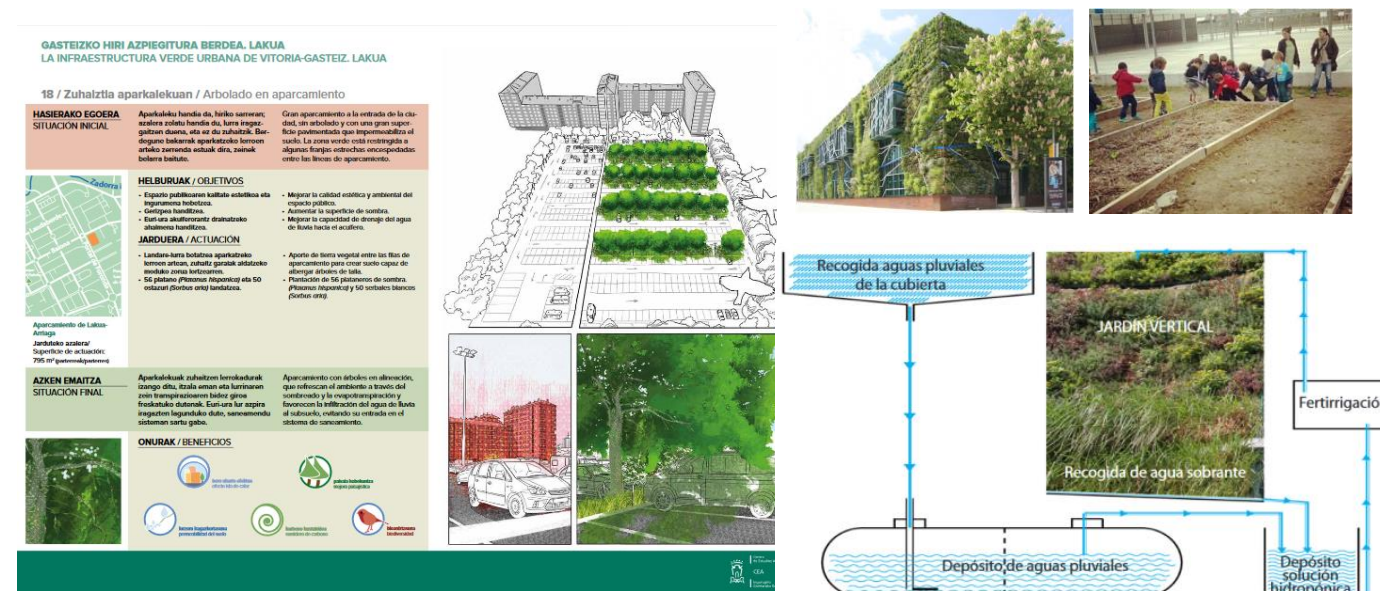 GASTEIZKO HIRI AZPIEGITURA BERDEA. LAKUA
LA INFRAESTRUCTURA VERDE URBANA DE VITORIA-GASTEIZ. LAKUA
18 / Zuhaiztia aparkalekuan / Arbolado en aparcamiento
HASIERAKO EGOERA
SITUACIÓN INICIAL
Aparkaleku handia da, hiriko sarreran;
azalera zolatu handia du, lurra iragaz-
gaitzen duena, eta ez du zuhaitzik. Ber-
degune bakarrak aparkatzeko lerroen
arteko zerrenda estuak dira, zeinek
belarra baitute.
Gran aparcamiento a la entrada de la ciu-
dad, sin arbolado y con una gran super-
ficie pavimentada que impermeabiliza el
suelo. La zona verde está restringida a
algunas franjas estrechas encespedadas
entre las líneas de aparcamiento.
Zadorra
HELBURUAK / OBJETIVOS
- Espazio publikoaren kalitate estetikoa eta
ingurumena hobetzea.
- Gerizpea handitzea.
- Euri-ura akuiferorantz drainatzeko
ahalmena handitzea.
- Mejorar la calidad estética y ambiental del
espacio público.
- Aumentar la superficie de sombra.
- Mejorar la capacidad de drenaje del agua
de lluvia hacia el acuífero.
JARDUERA / ACTUACIÓN
- Landare-lurra botatzea aparkatzeko
lerroen artean, zuhaitz garaiak aldatzeko
moduko zorua lortzearren.
- 56 platano (Platanus hispanica) eta 50
ostazuri (Sorbus aria) landatzea.
- Aporte de tierra vegetal entre las filas de
aparcamiento para crear suelo capaz de
albergar árboles de talla.
- Plantación de 56 plataneros de sombra.
(Platanus hispanica) y 50 serbales blancos
(Sorbus aria).
Aparcamiento de Lakua-
Arriaga
Jarduteko azalera/
Superficie de actuación:
795 m²
AZKEN EMAITZA
SITUACIÓN FINAL
Aparkalekuak zuhaitzen lerrokadurak
izango ditu, itzala eman eta lurrinaren
zein transpirazioaren bidez giroa
freskatuko dutenak. Euri-ura lur azpira
iragazten lagunduko dute, saneamendu
sisteman sartu gabe.
Aparcamiento con árboles en alineación,
que refrescan el ambiente a través del
sombreado y la evapotranspiración y
favorecen la infiltración del agua de lluvia
al subsuelo, evitando su entrada en el
sistema de saneamiento.
ONURAK / BENEFICIOS
permeabilidad del suelo
biodiversidad
CEA
Recogida aguas pluviales
de la cubierta
JARDÍN VERTICAL
Fertirrigació
Recogida de agua sobrante
Depósito de aguas pluviales
Depósito
solución
hidropónica